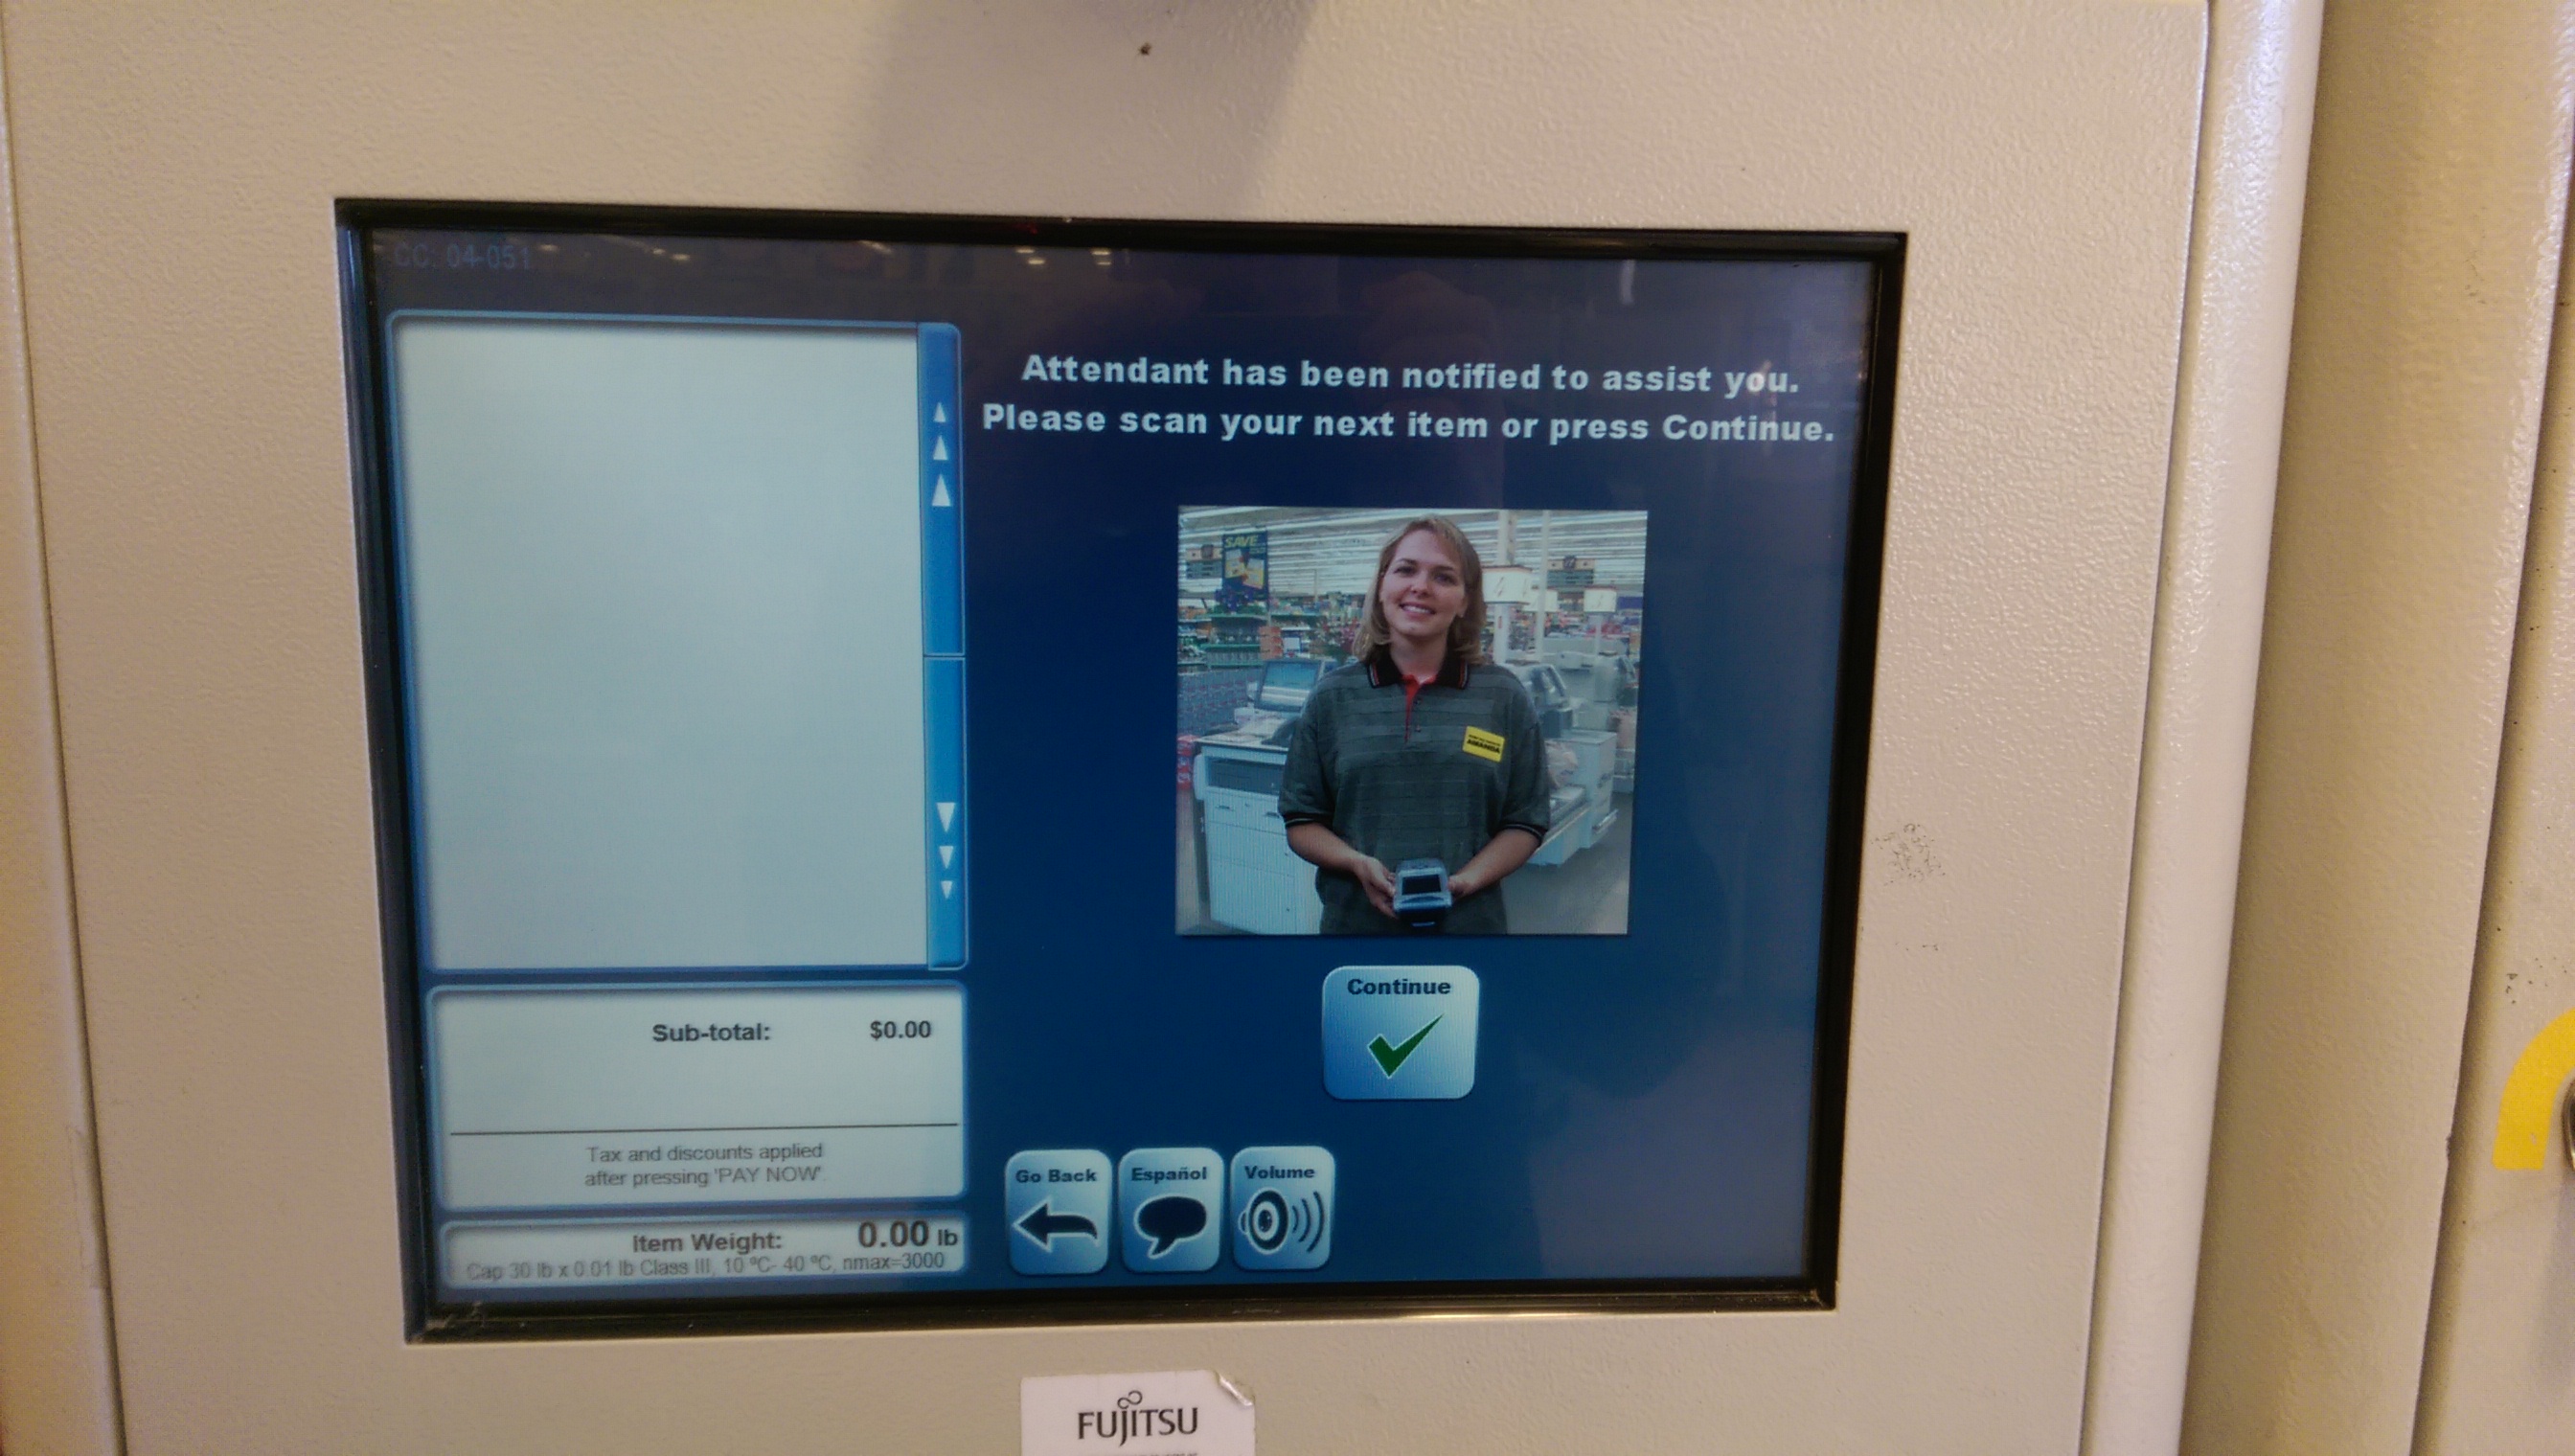 CC: 04-051
Attendant has been notified to assist you.
Please scan your next item or press Continue.
SAVE
AMANDA
Continue
Sub-total: $0.00
Tax and discounts applied
after pressing 'PAY NOW'.
Item Weight: 0.00 lb
Cap 30 lb x 0.01 lb Class III, 10 ºC- 40 ºC, nmax=3000
Go Back
Español
Volume
FUJITSU